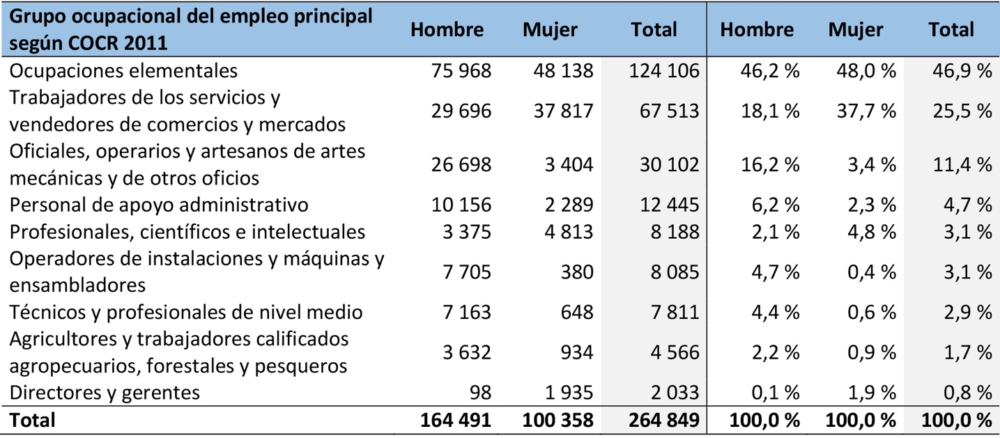 Grupo ocupacional del empleo principal
según COCR 2011
Hombre Mujer Total Hombre Mujer Total
Ocupaciones elementales 75 968 48 138 124 106 46,2 % 48,0 % 46,9 %
Trabajadores de los servicios y
vendedores de comercios y mercados
29 696 37 817 67 513 18,1 % 37,7 % 25,5 %
Oficiales, operarios y artesanos de artes
mecánicas y de otros oficios
26 698 3 404 30 102 16,2 % 3,4 % 11,4 %
Personal de apoyo administrativo 10 156 2 289 12 445 6,2 % 2,3 % 4,7 %
Profesionales, científicos e intelectuales 3 375 4 813 8 188 2,1 % 4,8 % 3,1 %
Operadores de instalaciones y máquinas y
ensambladores
7 705 380 8 085 4,7 % 0,4 % 3,1 %
Técnicos y profesionales de nivel medio 7 163 648 7 811 4,4 % 0,6 % 2,9 %
Agricultores y trabajadores calificados
agropecuarios, forestales y pesqueros
3 632 934 4 566 2,2 % 0,9 % 1,7 %
Directores y gerentes 98 1 935 2 033 0,1 % 1,9 % 0,8 %
Total 164 491 100 358 264 849 100,0 % 100,0 % 100,0 %